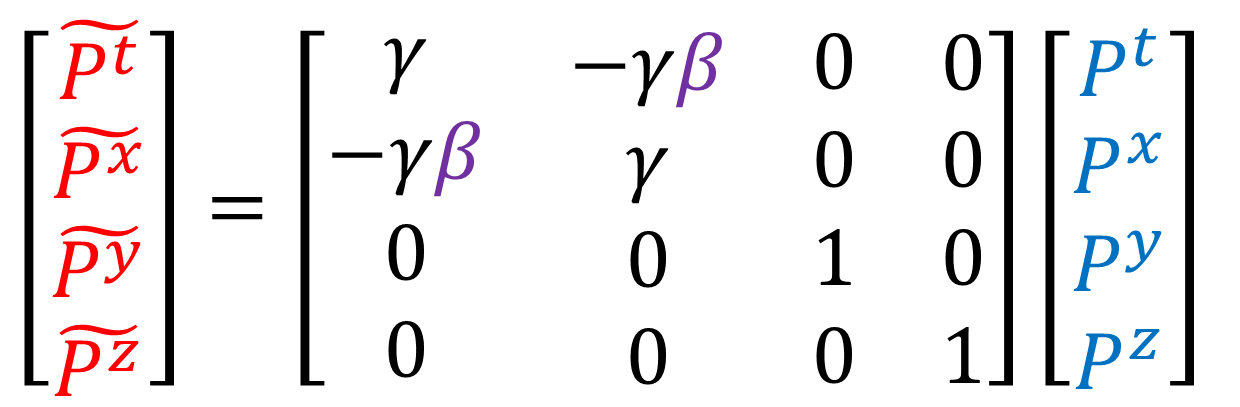 [P̃ᵗ] = [γ −γβ 0 0] [Pᵗ]
[P̃ˣ] [−γβ γ 0 0] [Pˣ]
[P̃ʸ] [0 0 1 0] [Pʸ]
[P̃ᶻ] [0 0 0 1] [Pᶻ]